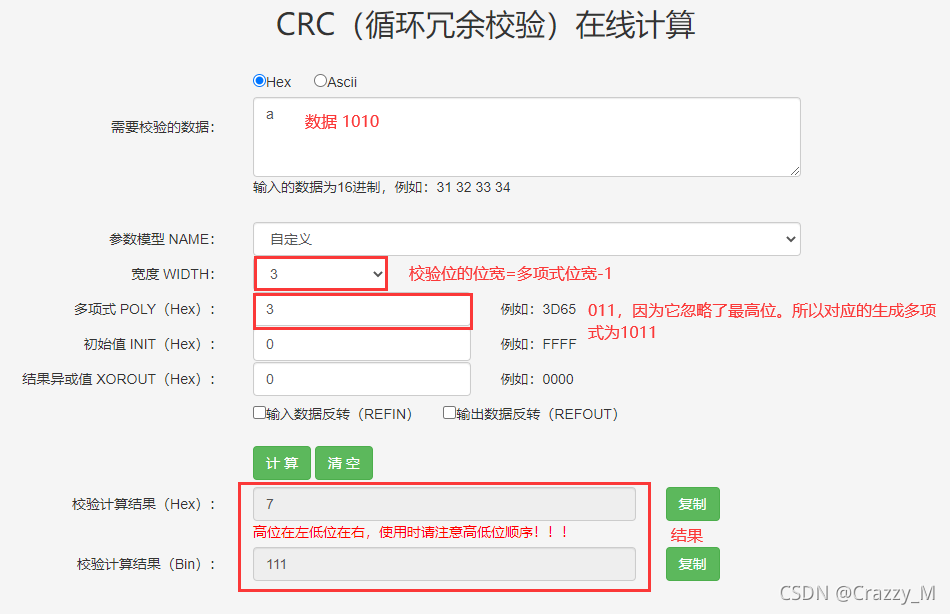 CRC（循环冗余校验）在线计算
Hex Ascii
需要校验的数据：
a 数据 1010
输入的数据为16进制，例如：31 32 33 34
参数模型 NAME： 自定义
宽度 WIDTH： 3 校验位的位宽=多项式位宽-1
多项式 POLY（Hex）： 3 例如：3D65 011，因为它忽略了最高位。所以对应的生成多项
式为1011
初始值 INIT（Hex）： 0 例如：FFFF
结果异或值 XOROUT（Hex）： 0 例如：0000
输入数据反转（REFIN） 输出数据反转（REFOUT）
计 算 清 空
校验计算结果（Hex）： 7 复制
高位在左低位在右，使用时请注意高低位顺序！！！ 结果
校验计算结果（Bin）： 111 复制
CSDN @Crazzy_M